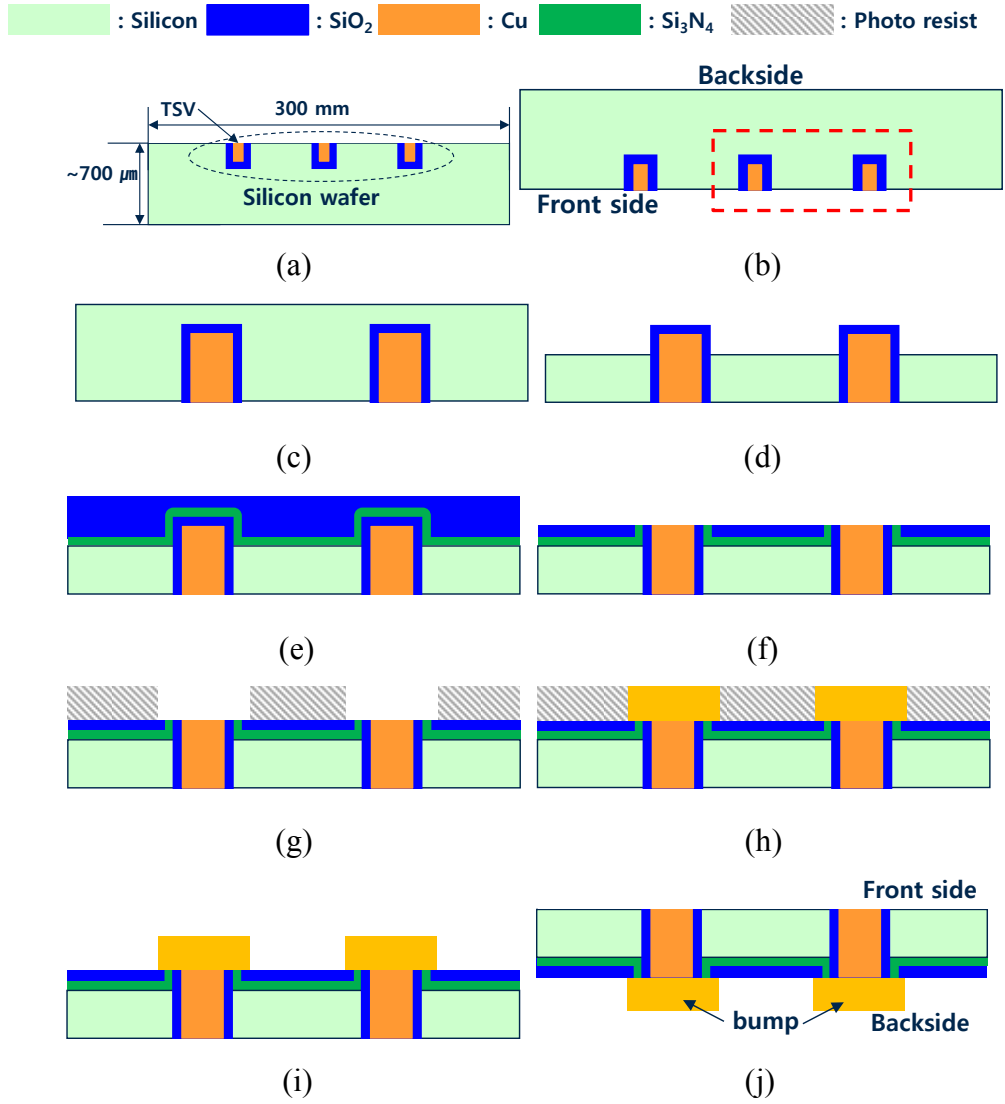 : Silicon : SiO₂ : Cu : Si₃N₄ : Photo resist
TSV
300 mm
~700 ㎛
Silicon wafer
(a)
Backside
Front side
(b)
(c)
(d)
(e)
(f)
(g)
(h)
(i)
Front side
bump
Backside
(j)